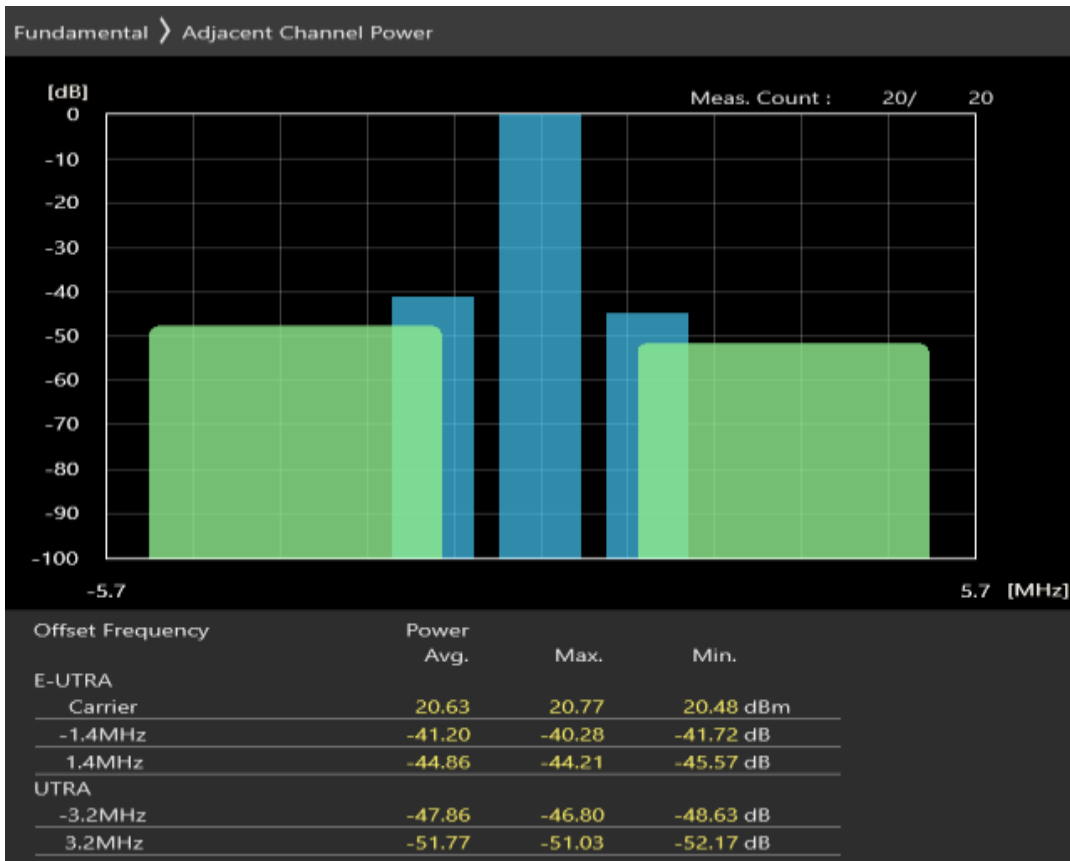 Fundamental 〉 Adjacent Channel Power
[dB]
Meas. Count : 20/ 20
0
-10
-20
-30
-40
-50
-60
-70
-80
-90
-100
-5.7 5.7 [MHz]
Offset Frequency Power
Avg. Max. Min.
E-UTRA
Carrier 20.63 20.77 20.48 dBm
-1.4MHz -41.20 -40.28 -41.72 dB
1.4MHz -44.86 -44.21 -45.57 dB
UTRA
-3.2MHz -47.86 -46.80 -48.63 dB
3.2MHz -51.77 -51.03 -52.17 dB